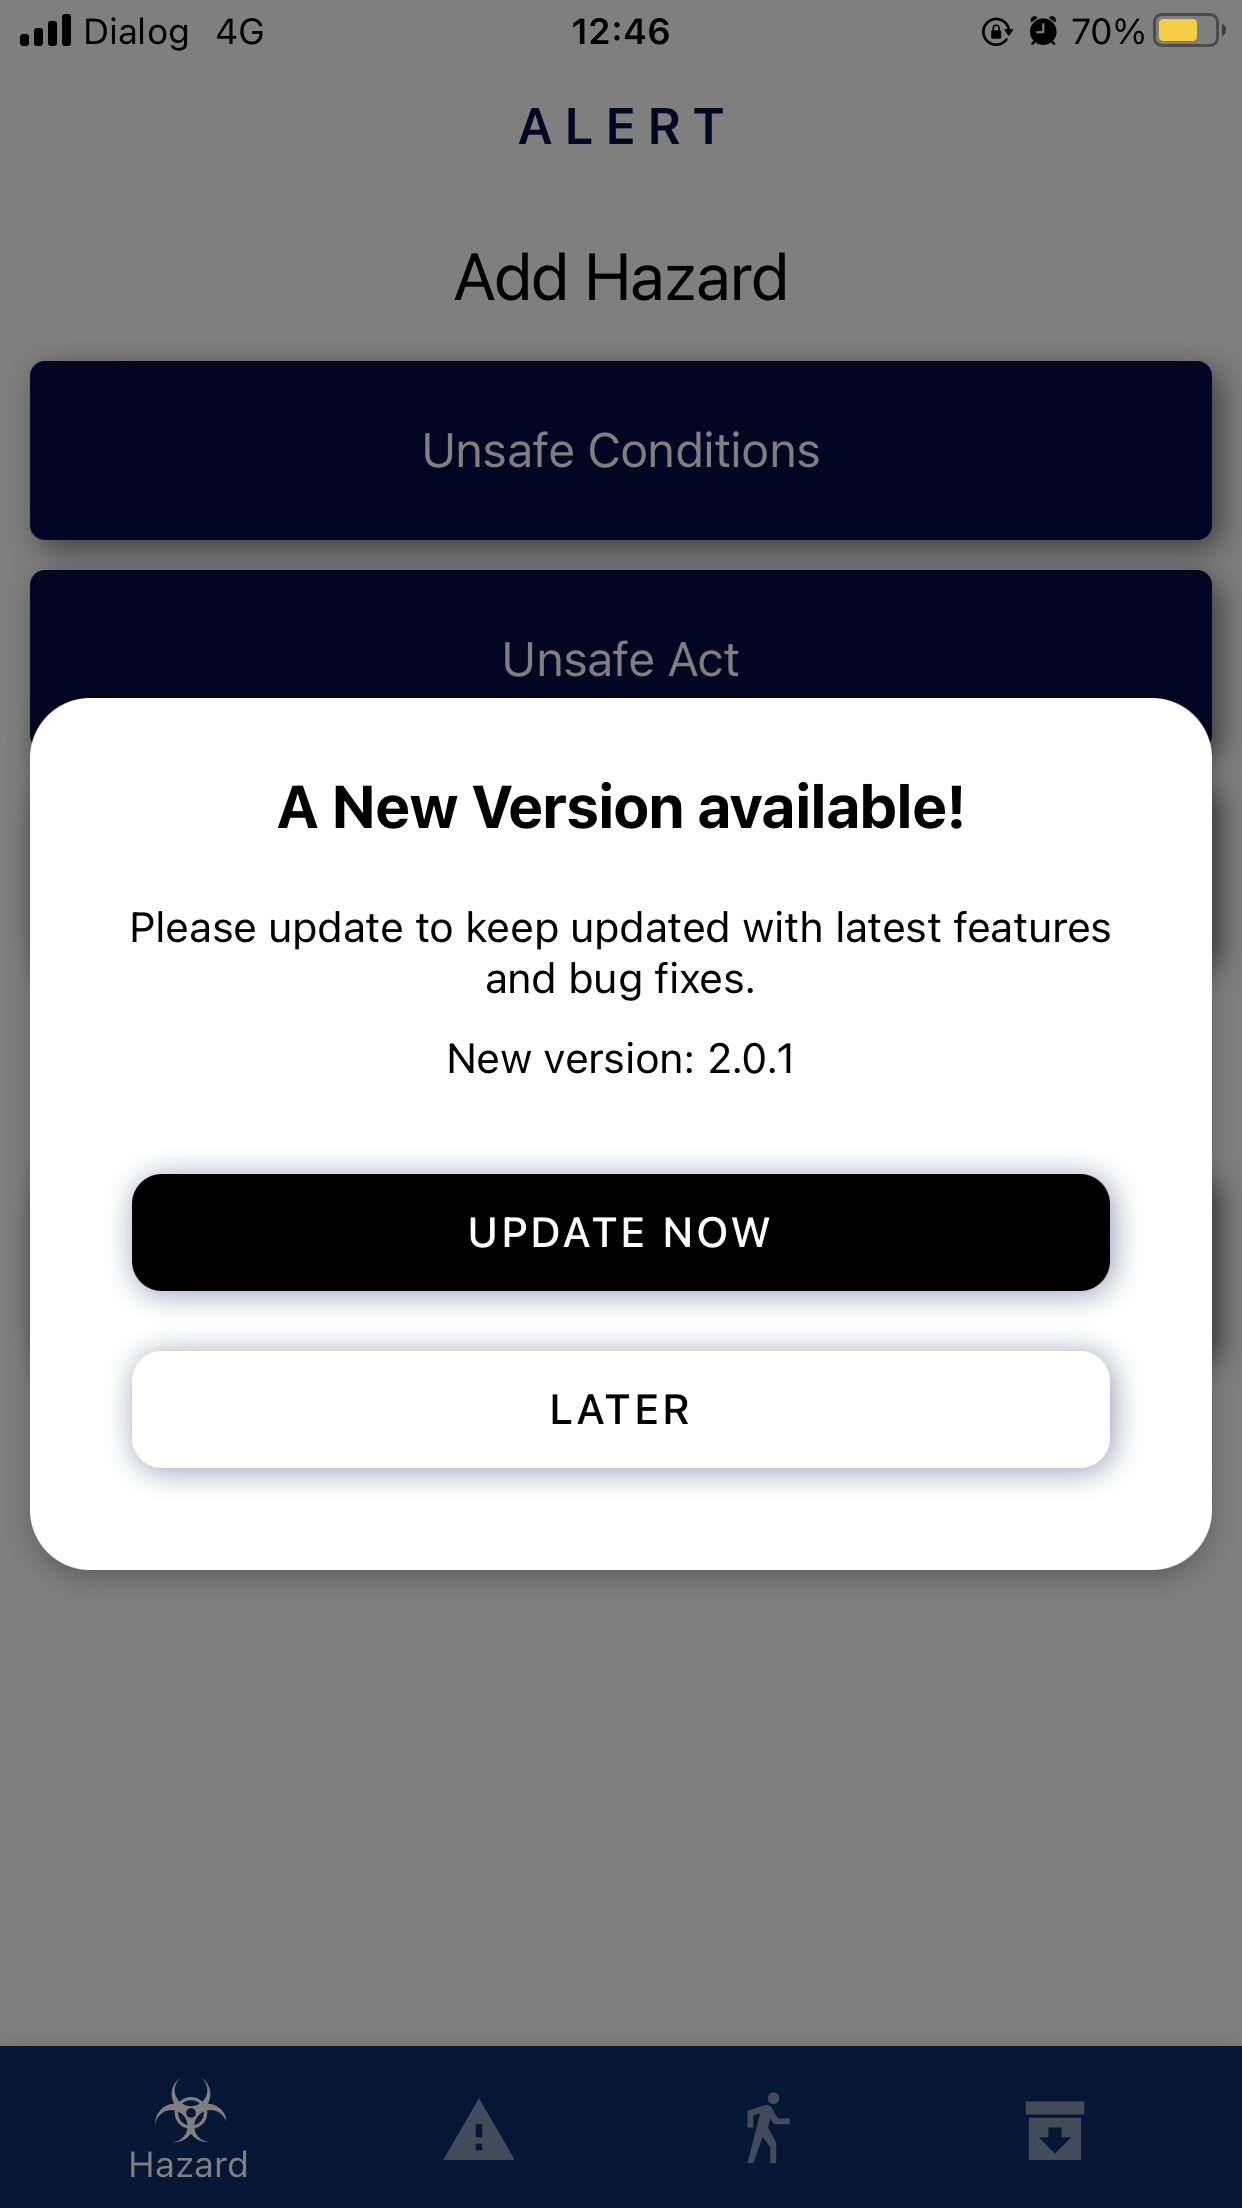 Dialog 4G 12:46 70%
ALERT
Add Hazard
Unsafe Conditions
Unsafe Act
A New Version available!
Please update to keep updated with latest features
and bug fixes.
New version: 2.0.1
UPDATE NOW
LATER
Hazard